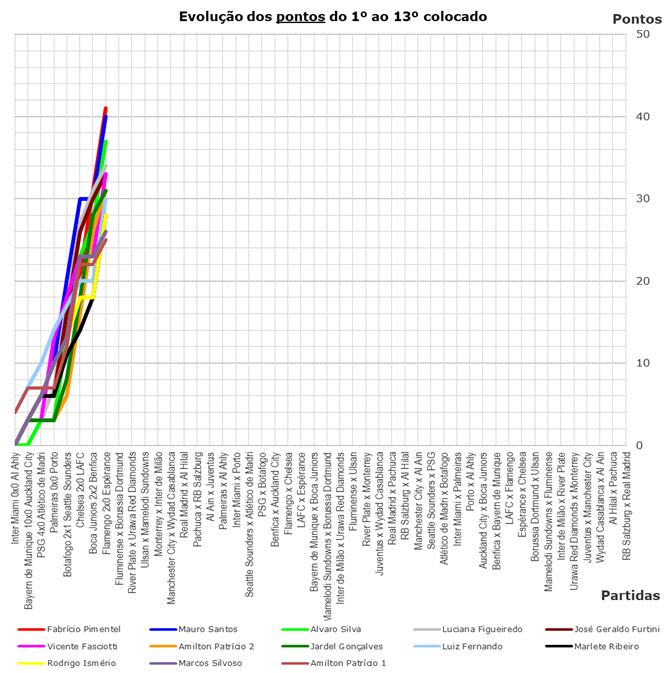 Evolução dos pontos do 1º ao 13º colocado
Pontos
50
40
30
20
10
0
Inter Miami 0x0 Al Ahly
Bayern de Munique 10x0 Auckland City
PSG 4x0 Atlético de Madri
Palmeiras 0x0 Porto
Botafogo 2x1 Seattle Sounders
Chelsea 2x0 LAFC
Boca Juniors 2x2 Benfica
Flamengo 2x0 Espérance
Fluminense x Borussia Dortmund
River Plate x Urawa Red Diamonds
Ulsan x Mamelodi Sundowns
Monterrey x Inter de Milão
Manchester City x Wydad Casablanca
Real Madrid x Al Hilal
Pachuca x RB Salzburg
Al Ain x Juventus
Palmeiras x Al Ahly
Inter Miami x Porto
Seattle Sounders x Atlético de Madri
PSG x Botafogo
Benfica x Auckland City
Flamengo x Chelsea
LAFC x Espérance
Bayern de Munique x Boca Juniors
Mamelodi Sundowns x Borussia Dortmund
Inter de Milão x Urawa Red Diamonds
Fluminense x Ulsan
River Plate x Monterrey
Juventus x Wydad Casablanca
Real Madrid x Pachuca
RB Salzburg x Al Hilal
Manchester City x Al Ain
Seattle Sounders x PSG
Atlético de Madri x Botafogo
Inter Miami x Palmeiras
Porto x Al Ahly
Auckland City x Boca Juniors
Benfica x Bayern de Munique
LAFC x Flamengo
Espérance x Chelsea
Borussia Dortmund x Ulsan
Mamelodi Sundowns x Fluminense
Inter de Milão x River Plate
Urawa Red Diamonds x Monterrey
Juventus x Manchester City
Wydad Casablanca x Al Ain
Al Hilal x Pachuca
RB Salzburg x Real Madrid
Partidas
Fabrício Pimentel
Mauro Santos
Alvaro Silva
Luciana Figueiredo
José Geraldo Furtini
Vicente Fasciotti
Amilton Patrício 2
Jardel Gonçalves
Luiz Fernando
Marlete Ribeiro
Rodrigo Ismério
Marcos Silvoso
Amilton Patrício 1